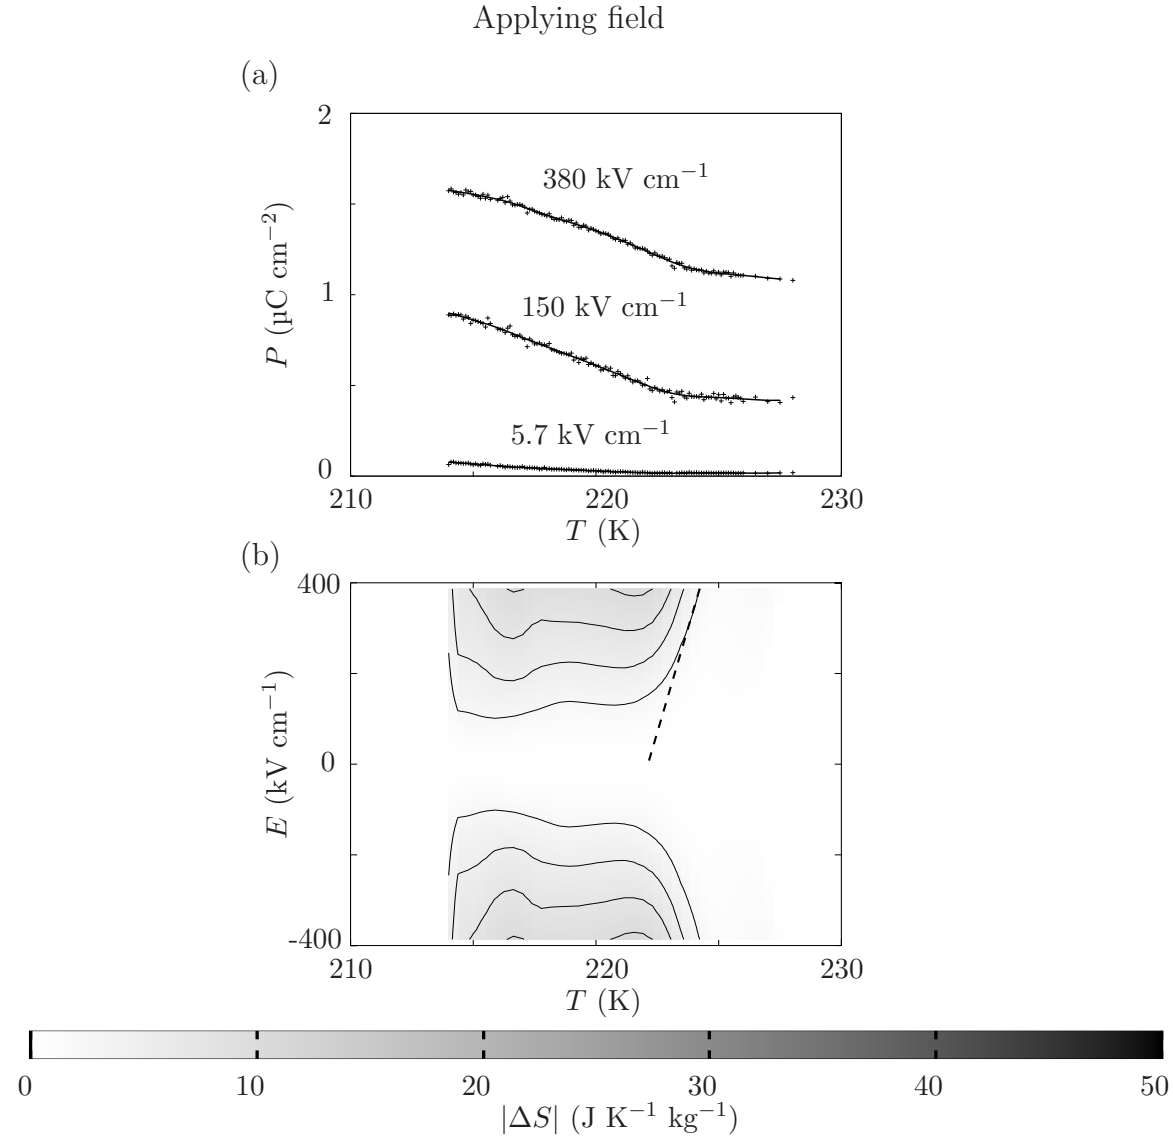 Applying field
(a)
2
1
0
P (µC cm⁻²)
380 kV cm⁻¹
150 kV cm⁻¹
5.7 kV cm⁻¹
210 220 230
T (K)
(b)
400
0
-400
E (kV cm⁻¹)
210 220 230
T (K)
0 10 20 30 40 50
|ΔS| (J K⁻¹ kg⁻¹)